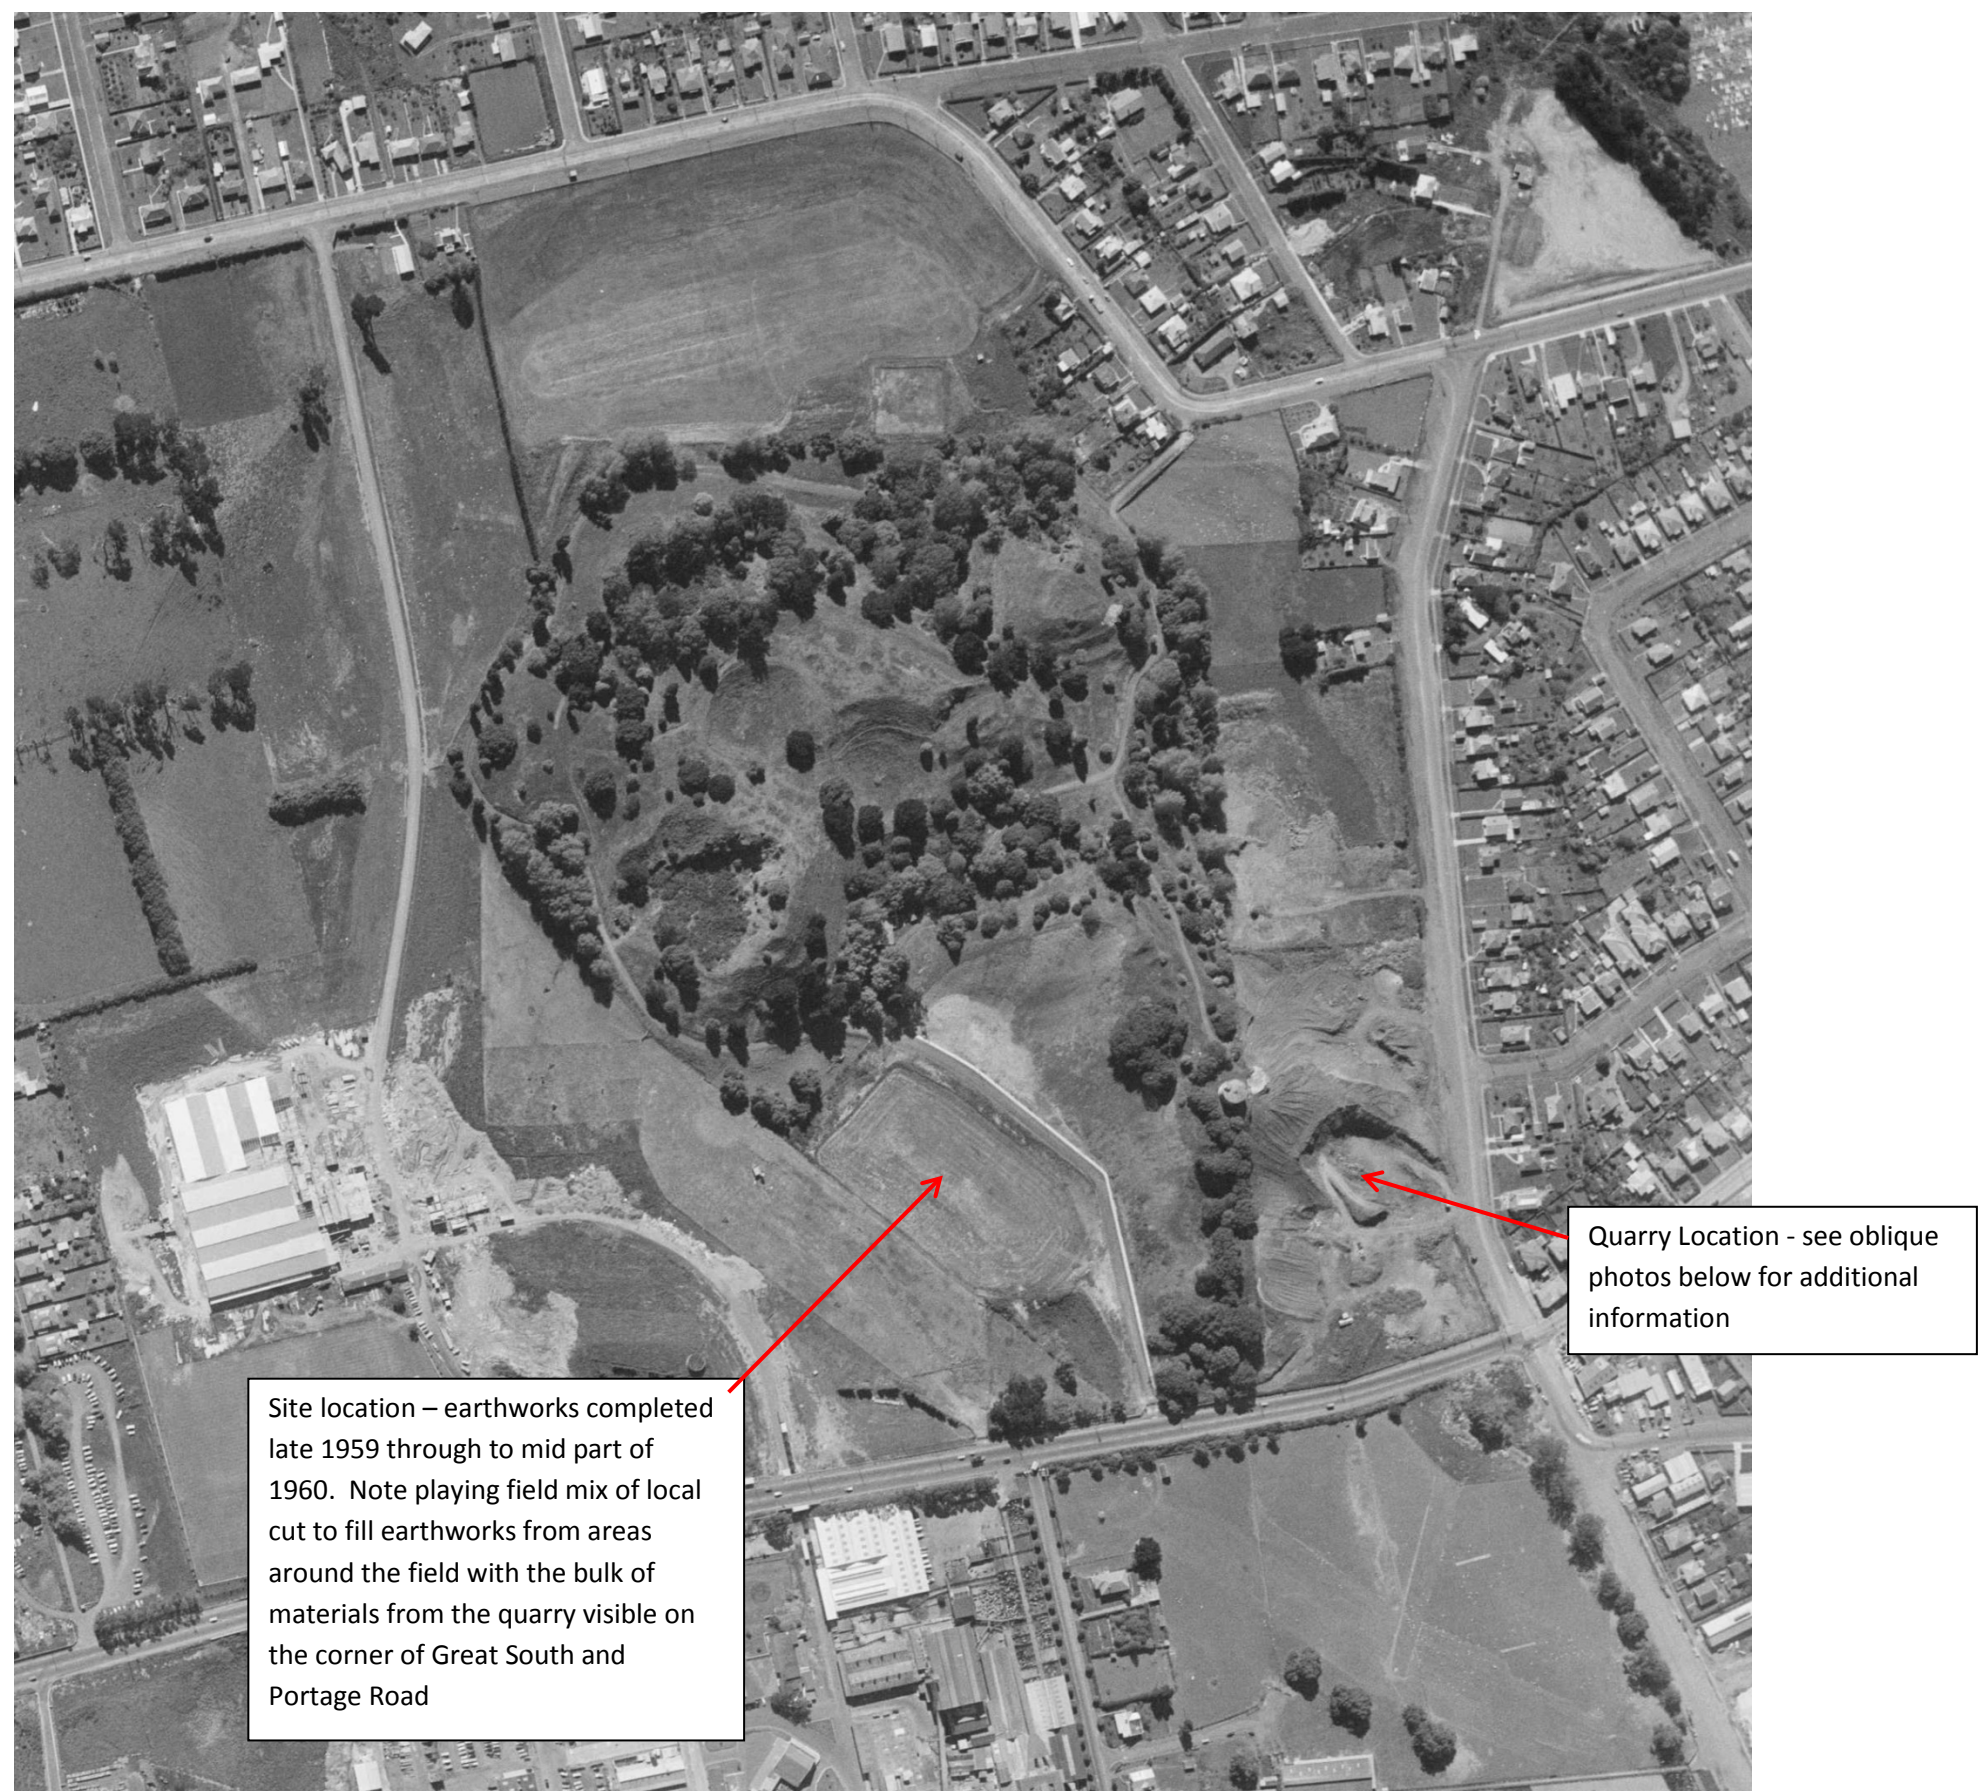 Quarry Location - see oblique
photos below for additional
information
Site location – earthworks completed
late 1959 through to mid part of
1960.  Note playing field mix of local
cut to fill earthworks from areas
around the field with the bulk of
materials from the quarry visible on
the corner of Great South and
Portage Road